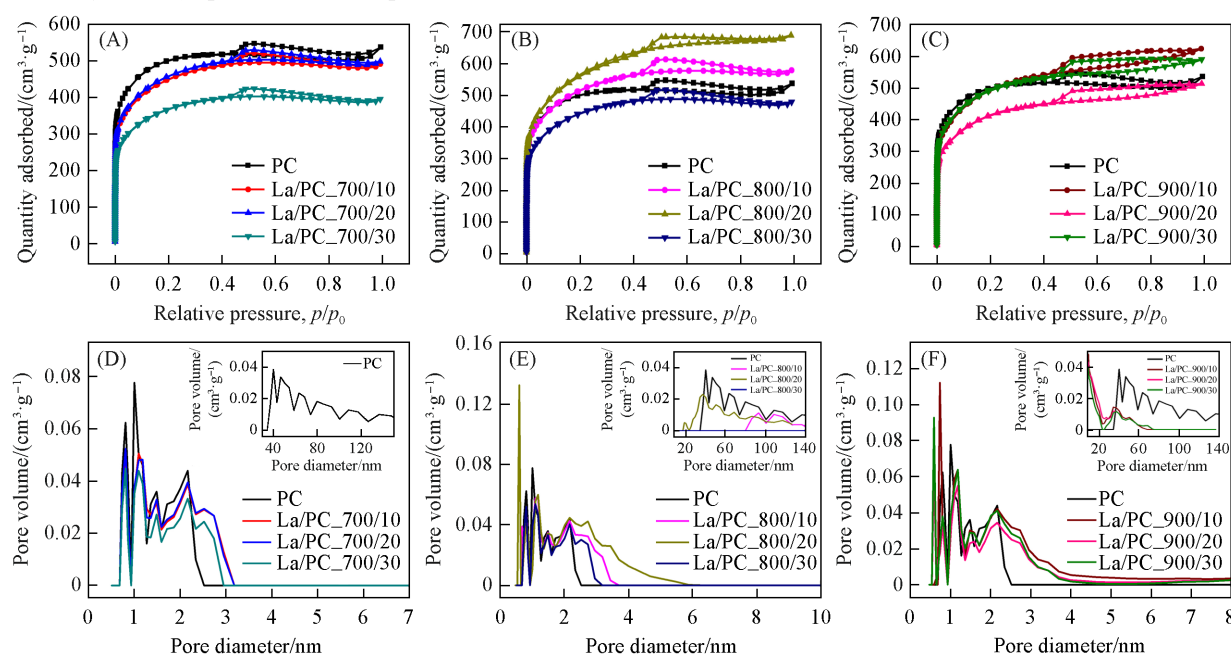 (A)
Quantity adsorbed/(cm³·g⁻¹)
600
500
400
300
200
100
0
PC
La/PC_700/10
La/PC_700/20
La/PC_700/30
0 0.2 0.4 0.6 0.8 1.0
Relative pressure, p/p₀
(B)
Quantity adsorbed/(cm³·g⁻¹)
700
600
500
400
300
200
100
0
PC
La/PC_800/10
La/PC_800/20
La/PC_800/30
0 0.2 0.4 0.6 0.8 1.0
Relative pressure, p/p₀
(C)
Quantity adsorbed/(cm³·g⁻¹)
700
600
500
400
300
200
100
0
PC
La/PC_900/10
La/PC_900/20
La/PC_900/30
0 0.2 0.4 0.6 0.8 1.0
Relative pressure, p/p₀
(D)
Pore volume/(cm³·g⁻¹)
0.08
0.06
0.04
0.02
0
Pore volume/
(cm³·g⁻¹)
0.04
0.02
0
PC
40 80 120
Pore diameter/nm
PC
La/PC_700/10
La/PC_700/20
La/PC_700/30
0 1 2 3 4 5 6 7
Pore diameter/nm
(E)
Pore volume/(cm³·g⁻¹)
0.16
0.12
0.08
0.04
0
Pore volume/
(cm³·g⁻¹)
0.04
0.02
0
PC
La/PC_800/10
La/PC_800/20
La/PC_800/30
20 60 100 140
Pore diameter/nm
PC
La/PC_800/10
La/PC_800/20
La/PC_800/30
0 2 4 6 8 10
Pore diameter/nm
(F)
Pore volume/(cm³·g⁻¹)
0.12
0.10
0.08
0.06
0.04
0.02
0
Pore volume/
(cm³·g⁻¹)
0.04
0.02
0
PC
La/PC_900/10
La/PC_900/20
La/PC_900/30
20 60 100 140
Pore diameter/nm
PC
La/PC_900/10
La/PC_900/20
La/PC_900/30
0 1 2 3 4 5 6 7 8
Pore diameter/nm